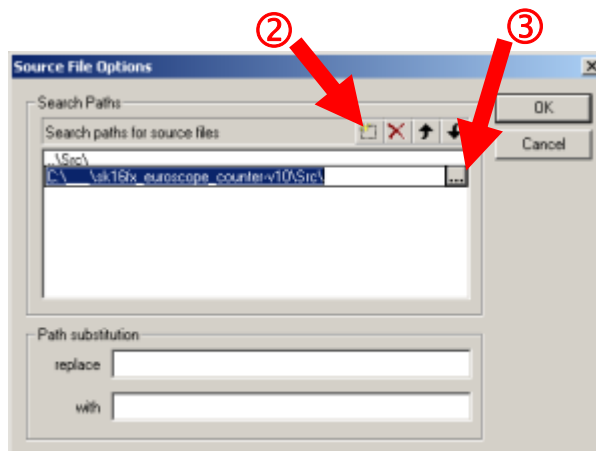 ② ③
Source File Options
Search Paths
OK
Search paths for source files
Cancel
..\Src\
C:\___\sk16fx_euroscope_counter-v10\Src\
...
Path substitution
replace
with